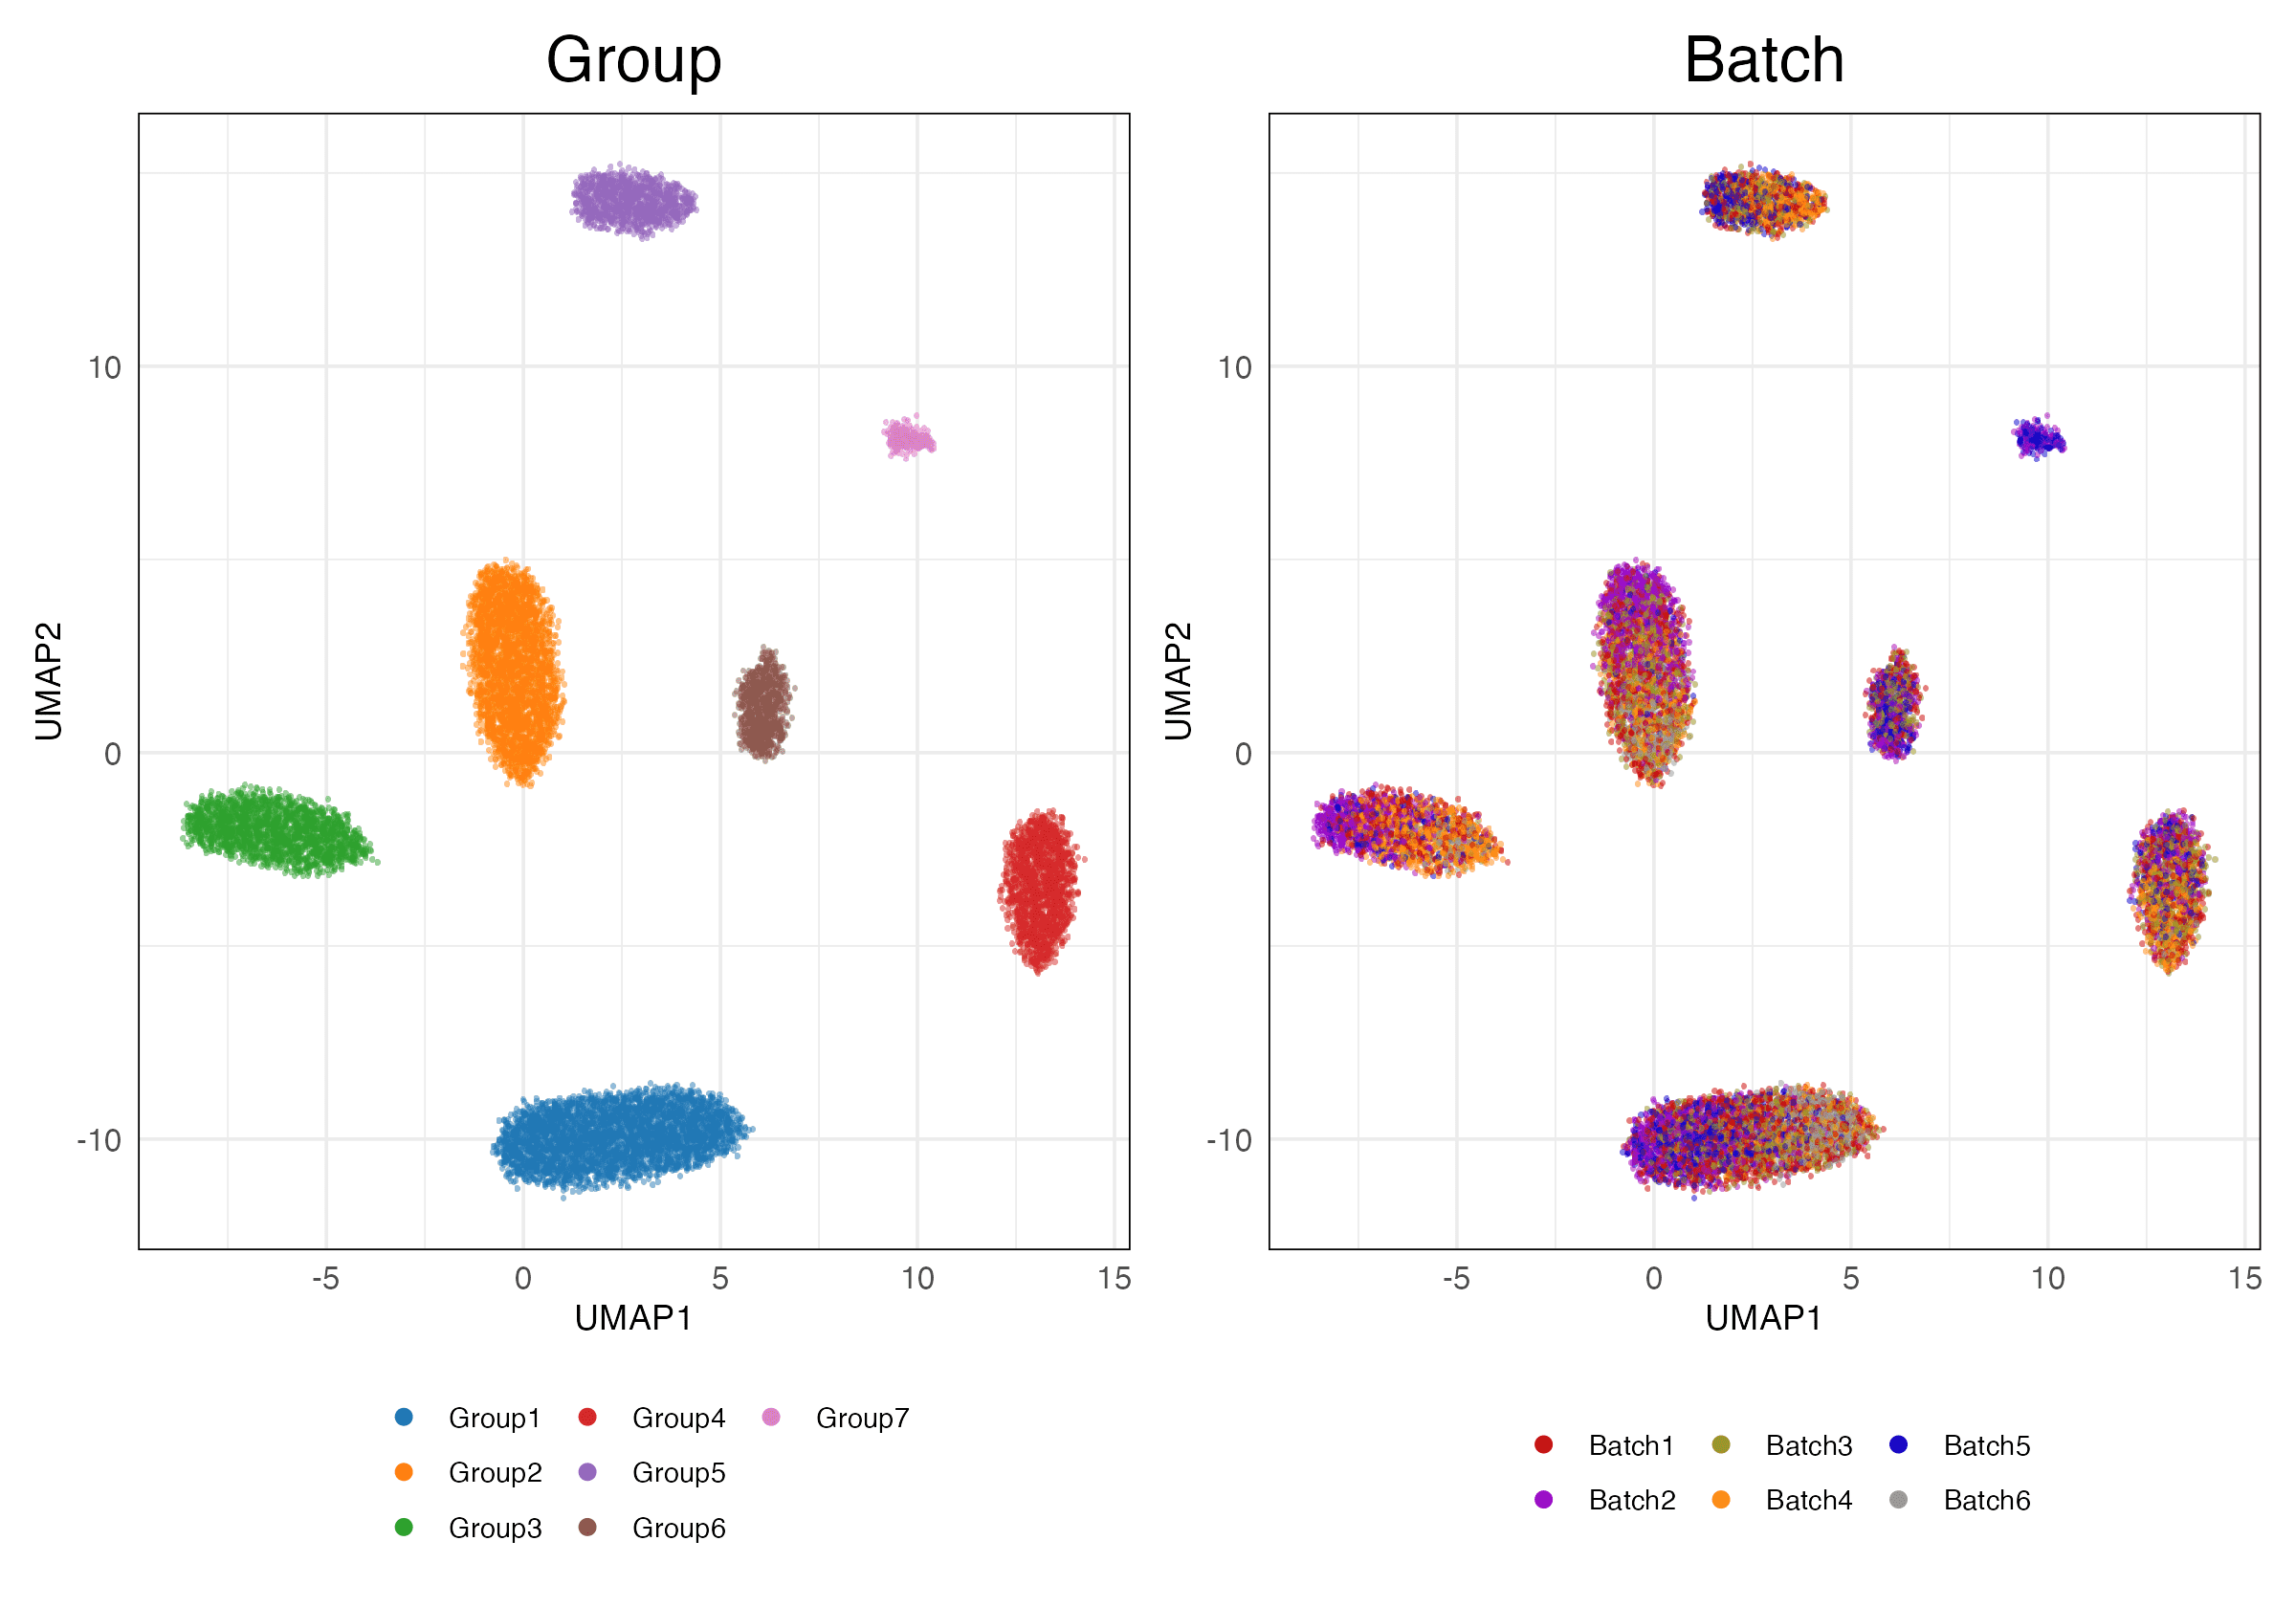 Group
Batch
10
0
-10
UMAP2
-5 0 5 10 15
UMAP1
10
0
-10
UMAP2
-5 0 5 10 15
UMAP1
Group1 Group4 Group7
Group2 Group5
Group3 Group6
Batch1 Batch3 Batch5
Batch2 Batch4 Batch6